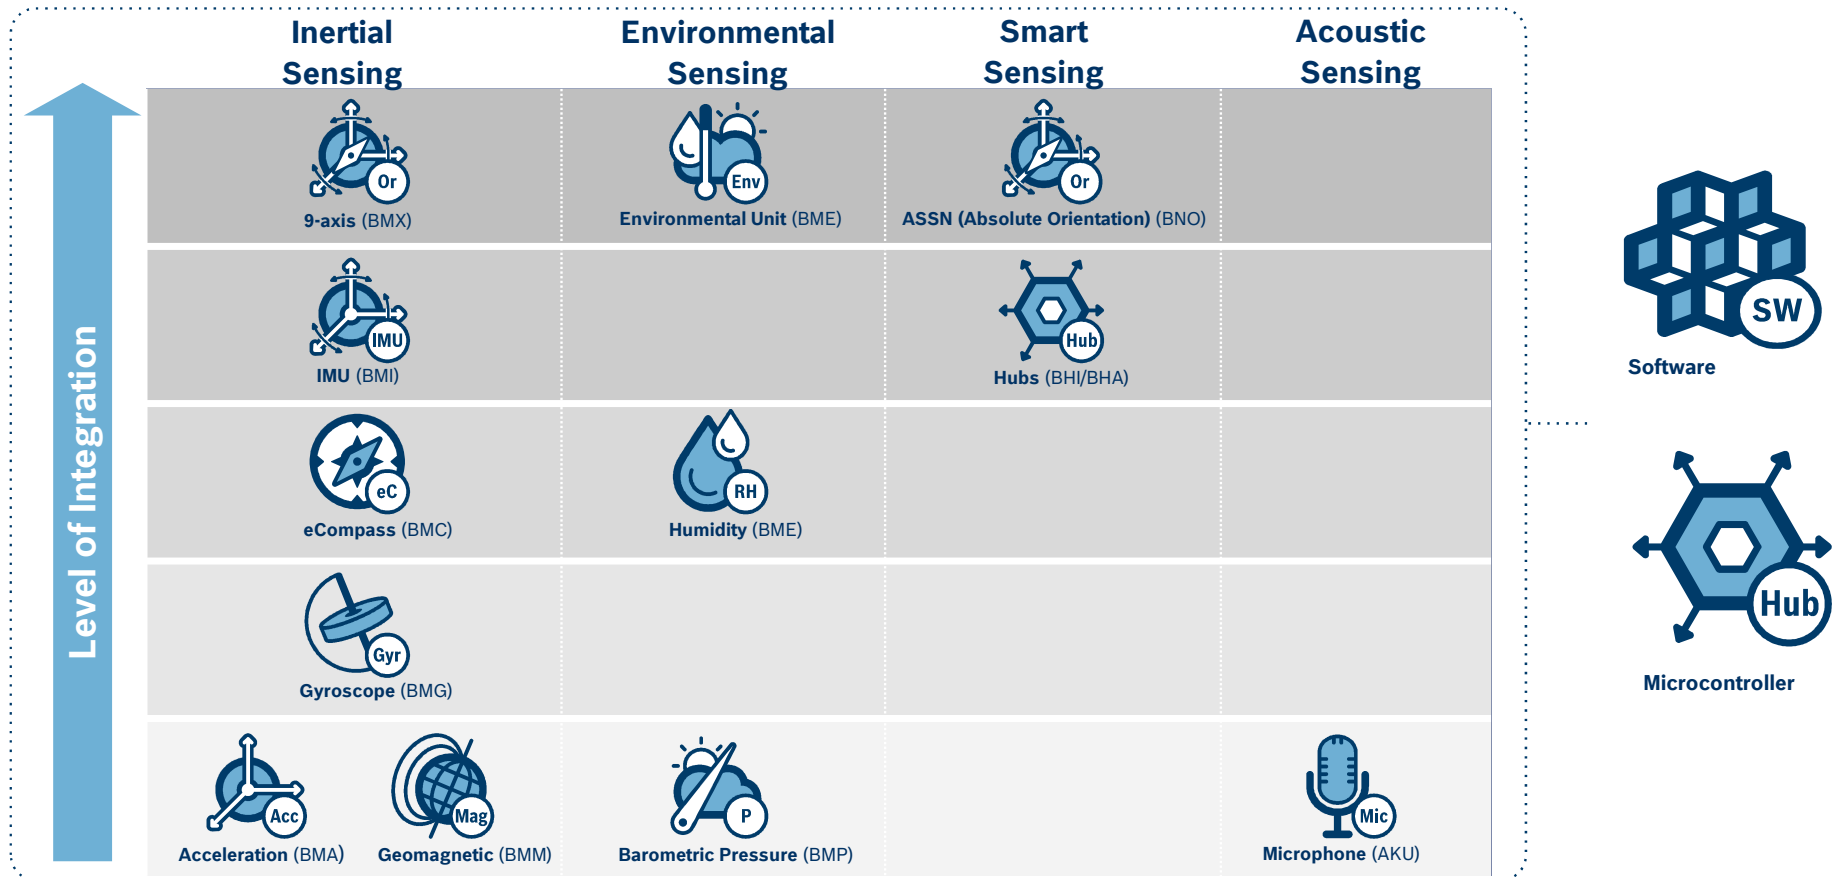 Inertial
Sensing
Environmental
Sensing
Smart
Sensing
Acoustic
Sensing
Level of Integration
Or
9-axis (BMX)
Env
Environmental Unit (BME)
Or
ASSN (Absolute Orientation) (BNO)
IMU
IMU (BMI)
Hub
Hubs (BHI/BHA)
eC
eCompass (BMC)
RH
Humidity (BME)
Gyr
Gyroscope (BMG)
Acc
Acceleration (BMA)
Mag
Geomagnetic (BMM)
P
Barometric Pressure (BMP)
Mic
Microphone (AKU)
SW
Software
Hub
Microcontroller